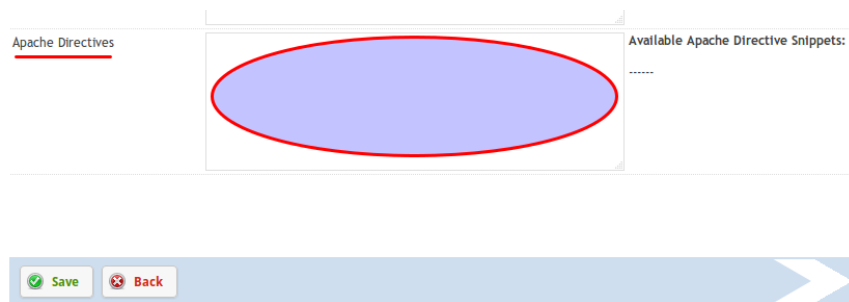 Apache Directives
Available Apache Directive Snippets:
------
Save
Back